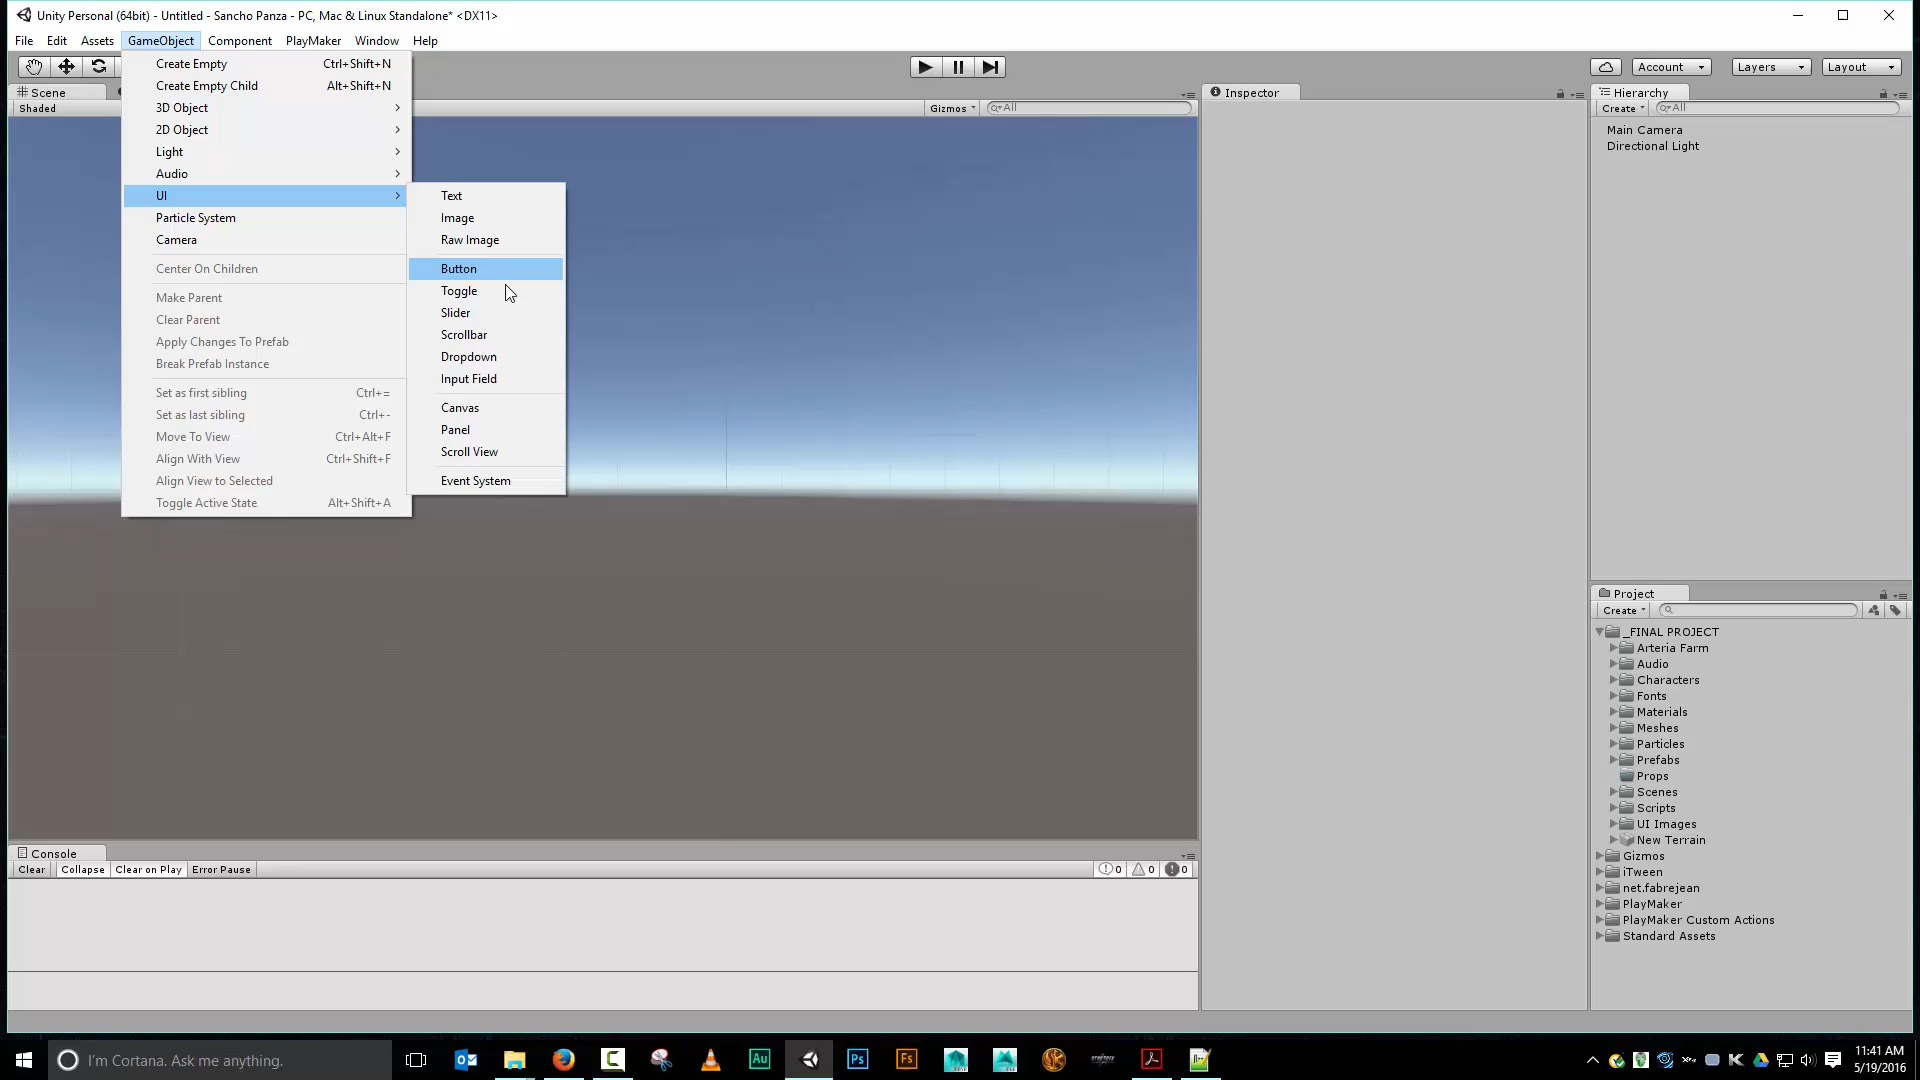 Unity Personal (64bit) - Untitled - Sancho Panza - PC, Mac & Linux Standalone* <DX11>
File Edit Assets GameObject Component PlayMaker Window Help
Account Layers Layout
Scene
Shaded
Gizmos
All
Create Empty Ctrl+Shift+N
Create Empty Child Alt+Shift+N
3D Object
2D Object
Light
Audio
UI
Particle System
Camera
Center On Children
Make Parent
Clear Parent
Apply Changes To Prefab
Break Prefab Instance
Set as first sibling Ctrl+=
Set as last sibling Ctrl+-
Move To View Ctrl+Alt+F
Align With View Ctrl+Shift+F
Align View to Selected
Toggle Active State Alt+Shift+A
Text
Image
Raw Image
Button
Toggle
Slider
Scrollbar
Dropdown
Input Field
Canvas
Panel
Scroll View
Event System
Inspector
Hierarchy
Create All
Main Camera
Directional Light
Project
Create
_FINAL PROJECT
Arteria Farm
Audio
Characters
Fonts
Materials
Meshes
Particles
Prefabs
Props
Scenes
Scripts
UI Images
New Terrain
Gizmos
iTween
net.fabrejean
PlayMaker
PlayMaker Custom Actions
Standard Assets
Console
Clear Collapse Clear on Play Error Pause 0 0 0
I'm Cortana. Ask me anything.
Au Ps Fs
11:41 AM
5/19/2016